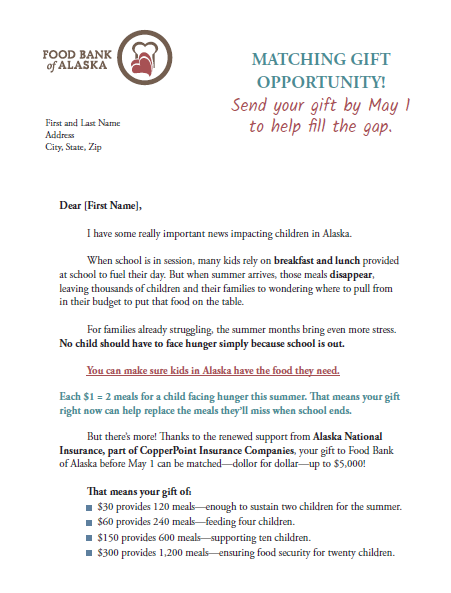 FOOD BANK
of ALASKA
MATCHING GIFT
OPPORTUNITY!
Send your gift by May 1
to help fill the gap.
First and Last Name
Address
City, State, Zip
Dear [First Name],
I have some really important news impacting children in Alaska.
When school is in session, many kids rely on breakfast and lunch provided
at school to fuel their day. But when summer arrives, those meals disappear,
leaving thousands of children and their families to wondering where to pull from
in their budget to put that food on the table.
For families already struggling, the summer months bring even more stress.
No child should have to face hunger simply because school is out.
You can make sure kids in Alaska have the food they need.
Each $1 = 2 meals for a child facing hunger this summer. That means your gift
right now can help replace the meals they'll miss when school ends.
But there's more! Thanks to the renewed support from Alaska National
Insurance, part of CopperPoint Insurance Companies, your gift to Food Bank
of Alaska before May 1 can be matched—dollor for dollar—up to $5,000!
That means your gift of:
$30 provides 120 meals—enough to sustain two children for the summer.
$60 provides 240 meals—feeding four children.
$150 provides 600 meals—supporting ten children.
$300 provides 1,200 meals—ensuring food security for twenty children.